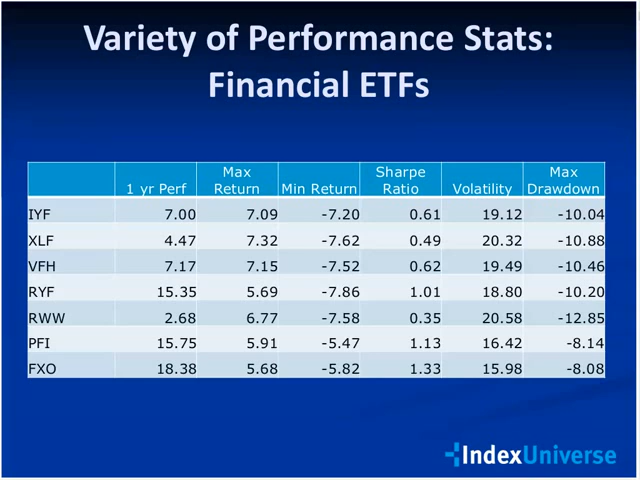 Variety of Performance Stats:
Financial ETFs
1 yr Perf Max Return Min Return Sharpe Ratio Volatility Max Drawdown
IYF 7.00 7.09 -7.20 0.61 19.12 -10.04
XLF 4.47 7.32 -7.62 0.49 20.32 -10.88
VFH 7.17 7.15 -7.52 0.62 19.49 -10.46
RYF 15.35 5.69 -7.86 1.01 18.80 -10.20
RWW 2.68 6.77 -7.58 0.35 20.58 -12.85
PFI 15.75 5.91 -5.47 1.13 16.42 -8.14
FXO 18.38 5.68 -5.82 1.33 15.98 -8.08
IndexUniverse